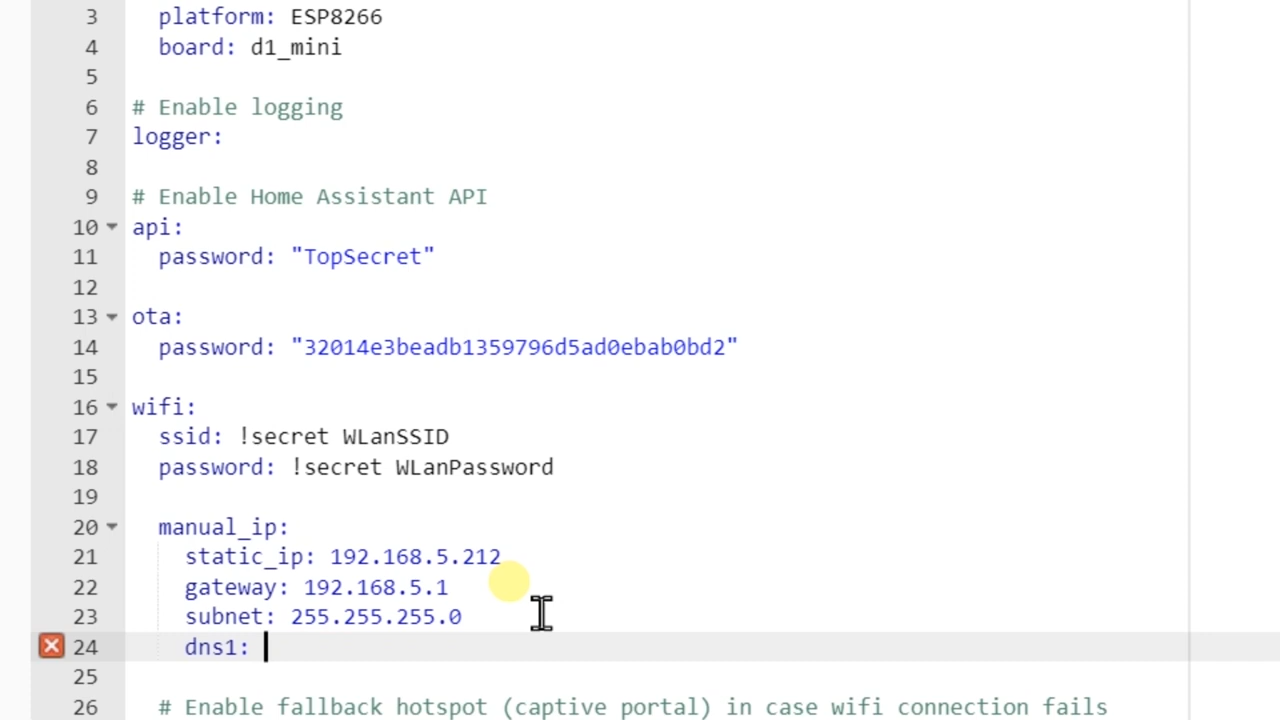 3 platform: ESP8266
4 board: d1_mini
5
6 # Enable logging
7 logger:
8
9 # Enable Home Assistant API
10 api:
11 password: "TopSecret"
12
13 ota:
14 password: "32014e3beadb1359796d5ad0ebab0bd2"
15
16 wifi:
17 ssid: !secret WLanSSID
18 password: !secret WLanPassword
19
20 manual_ip:
21 static_ip: 192.168.5.212
22 gateway: 192.168.5.1
23 subnet: 255.255.255.0
24 dns1:
25
26 # Enable fallback hotspot (captive portal) in case wifi connection fails